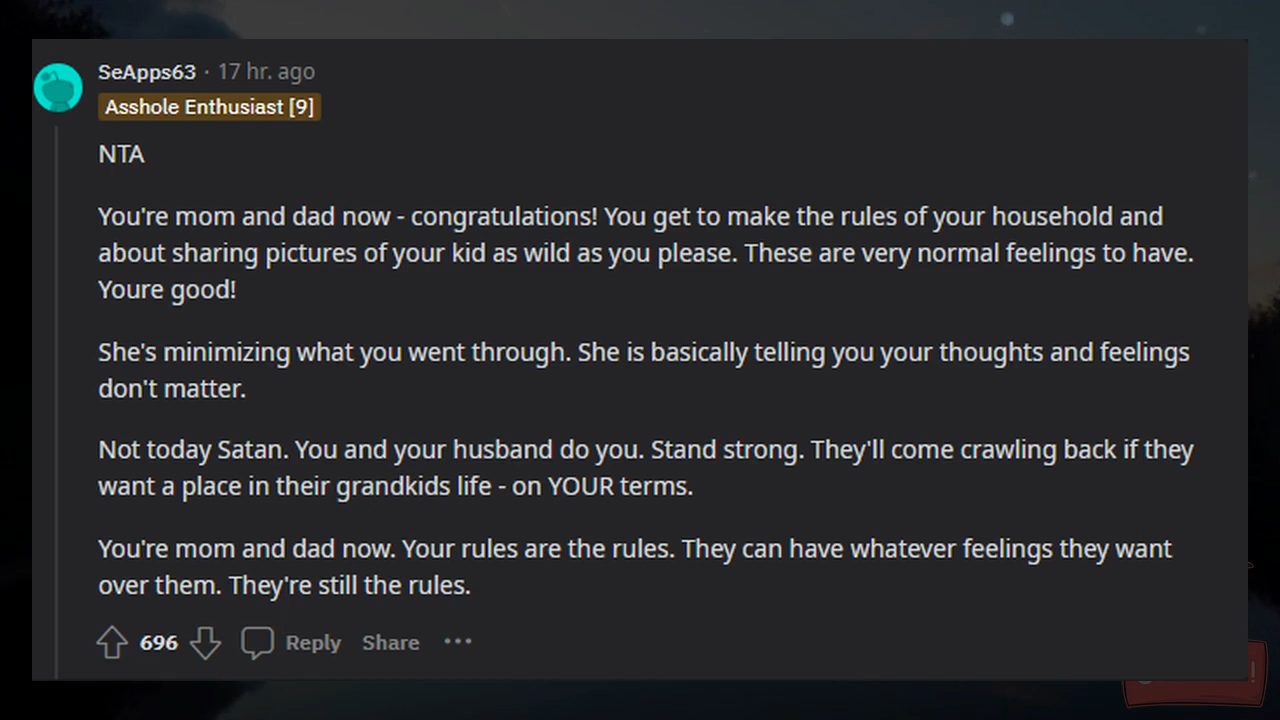 SeApps63 · 17 hr. ago
Asshole Enthusiast [9]
NTA
You're mom and dad now - congratulations! You get to make the rules of your household and
about sharing pictures of your kid as wild as you please. These are very normal feelings to have.
Youre good!
She's minimizing what you went through. She is basically telling you your thoughts and feelings
don't matter.
Not today Satan. You and your husband do you. Stand strong. They'll come crawling back if they
want a place in their grandkids life - on YOUR terms.
You're mom and dad now. Your rules are the rules. They can have whatever feelings they want
over them. They're still the rules.
696 Reply Share ···